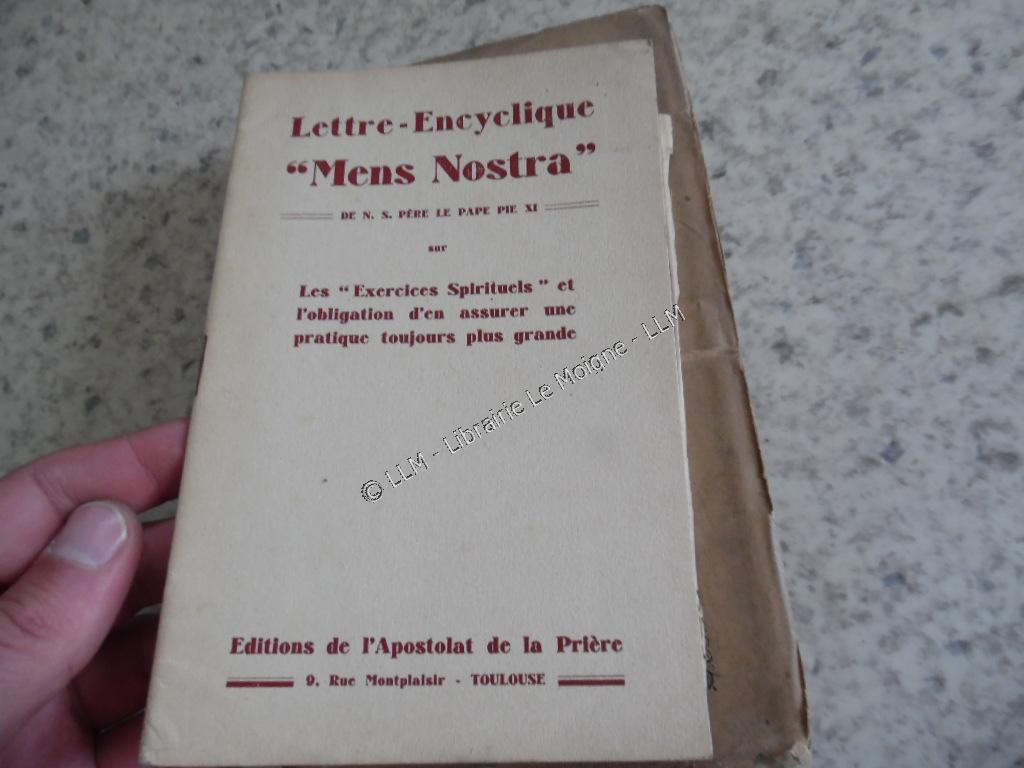 Lettre-Encyclique
“Mens Nostra”
DE N. S. PÈRE LE PAPE PIE XI
sur
Les “Exercices Spirituels” et
l'obligation d'en assurer une
pratique toujours plus grande
© LLM - Librairie Le Moigne - LLM
Editions de l'Apostolat de la Prière
9. Rue Montplaisir - TOULOUSE